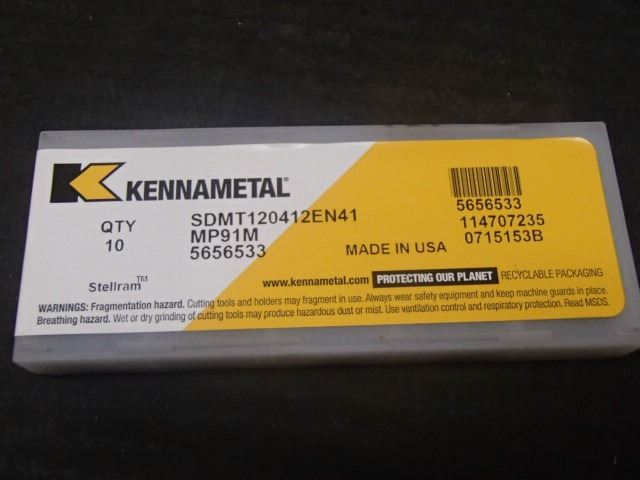 KENNAMETAL®
QTY
10
SDMT120412EN41
MP91M
5656533
MADE IN USA
5656533
114707235
0715153B
Stellram™
www.kennametal.com PROTECTING OUR PLANET RECYCLABLE PACKAGING
WARNINGS: Fragmentation hazard. Cutting tools and holders may fragment in use. Always wear safety equipment and keep machine guards in place.
Breathing hazard. Wet or dry grinding of cutting tools may produce hazardous dust or mist. Use ventilation control and respiratory protection. Read MSDS.